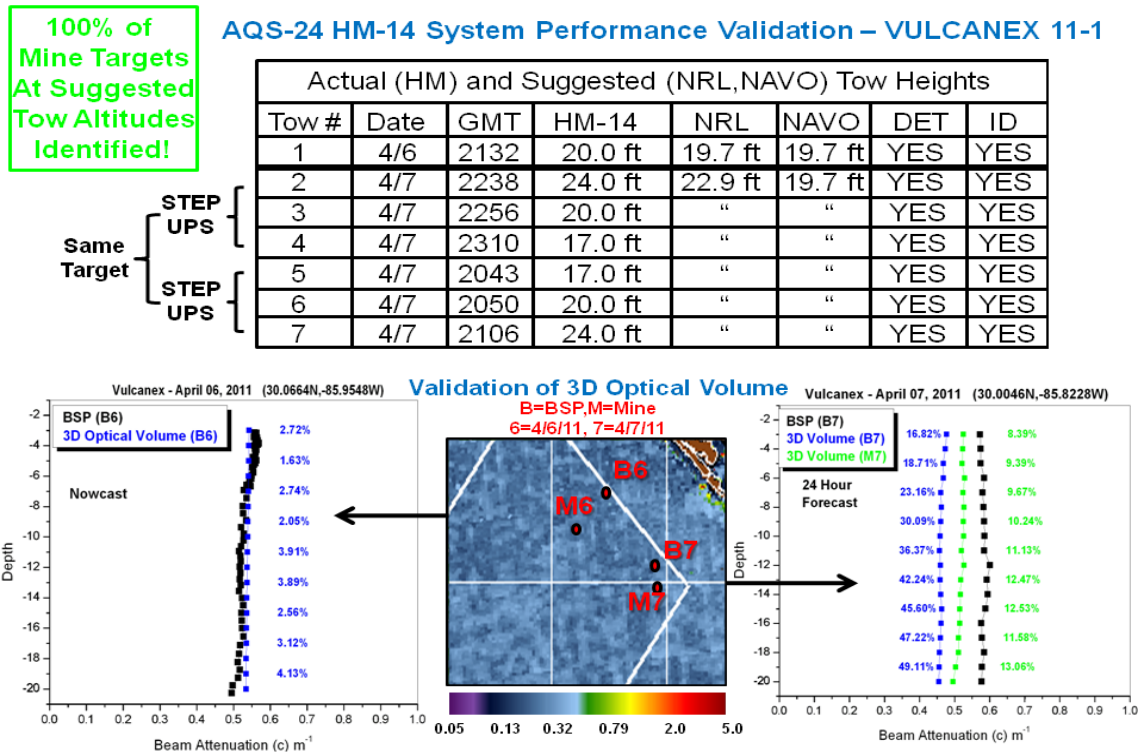 100% of
Mine Targets
At Suggested
Tow Altitudes
Identified!
AQS-24 HM-14 System Performance Validation – VULCANEX 11-1
Actual (HM) and Suggested (NRL,NAVO) Tow Heights
Tow # Date GMT HM-14 NRL NAVO DET ID
1 4/6 2132 20.0 ft 19.7 ft 19.7 ft YES YES
2 4/7 2238 24.0 ft 22.9 ft 19.7 ft YES YES
3 4/7 2256 20.0 ft “ “ YES YES
4 4/7 2310 17.0 ft “ “ YES YES
5 4/7 2043 17.0 ft “ “ YES YES
6 4/7 2050 20.0 ft “ “ YES YES
7 4/7 2106 24.0 ft “ “ YES YES
Same
Target
STEP
UPS
STEP
UPS
Validation of 3D Optical Volume
Vulcanex - April 06, 2011 (30.0664N,-85.9548W)
BSP (B6)
3D Optical Volume (B6)
Nowcast
2.72%
1.63%
2.74%
2.05%
3.91%
3.89%
2.56%
3.12%
4.13%
Depth
-2
-4
-6
-8
-10
-12
-14
-16
-18
-20
0.0 0.1 0.2 0.3 0.4 0.5 0.6 0.7 0.8 0.9 1.0
Beam Attenuation (c) m-1
B=BSP,M=Mine
6=4/6/11, 7=4/7/11
B6
M6
B7
M7
0.05 0.13 0.32 0.79 2.0 5.0
Vulcanex - April 07, 2011 (30.0046N,-85.8228W)
BSP (B7)
3D Volume (B7)
3D Volume (M7)
24 Hour
Forecast
16.82% 8.39%
18.71% 9.39%
23.16% 9.67%
30.09% 10.24%
36.37% 11.13%
42.24% 12.47%
45.60% 12.53%
47.22% 11.58%
49.11% 13.06%
Depth
-2
-4
-6
-8
-10
-12
-14
-16
-18
-20
0.0 0.1 0.2 0.3 0.4 0.5 0.6 0.7 0.8 0.9 1.0
Beam Attenuation (c) m-1